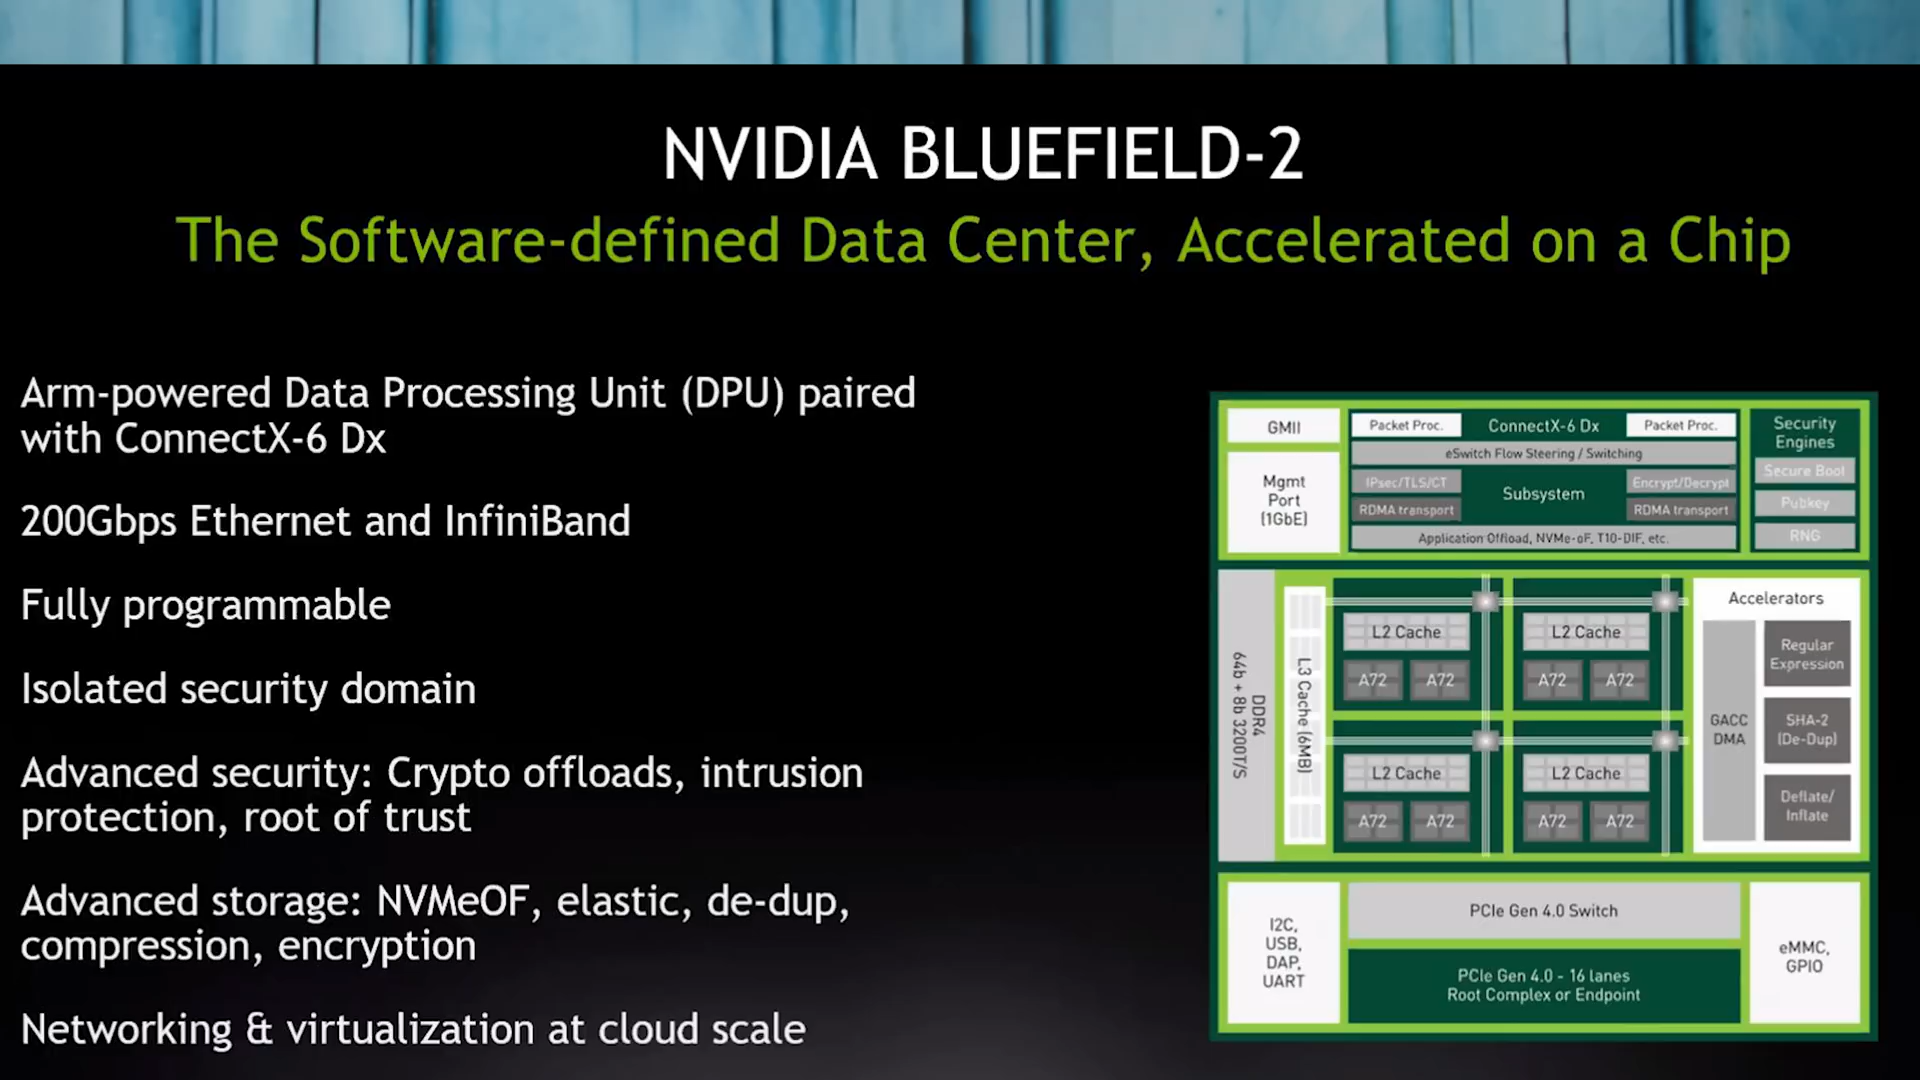 NVIDIA BLUEFIELD-2
The Software-defined Data Center, Accelerated on a Chip
Arm-powered Data Processing Unit (DPU) paired
with ConnectX-6 Dx
200Gbps Ethernet and InfiniBand
Fully programmable
Isolated security domain
Advanced security: Crypto offloads, intrusion
protection, root of trust
Advanced storage: NVMeOF, elastic, de-dup,
compression, encryption
Networking & virtualization at cloud scale
GMII
Mgmt
Port
(1GbE)
Packet Proc.
ConnectX-6 Dx
Packet Proc.
eSwitch Flow Steering / Switching
IPsec/TLS/CT
Subsystem
Encrypt/Decrypt
RDMA transport
RDMA transport
Application Offload, NVMe-oF, T10-DIF, etc.
Security
Engines
Secure Boot
Pubkey
RNG
DDR4
64b + 8b 3200T/S
L3 Cache (6MB)
L2 Cache
A72
A72
L2 Cache
A72
A72
L2 Cache
A72
A72
L2 Cache
A72
A72
Accelerators
GACC
DMA
Regular
Expression
SHA-2
(De-Dup)
Deflate/
Inflate
I2C,
USB,
DAP,
UART
PCIe Gen 4.0 Switch
PCIe Gen 4.0 - 16 lanes
Root Complex or Endpoint
eMMC,
GPIO